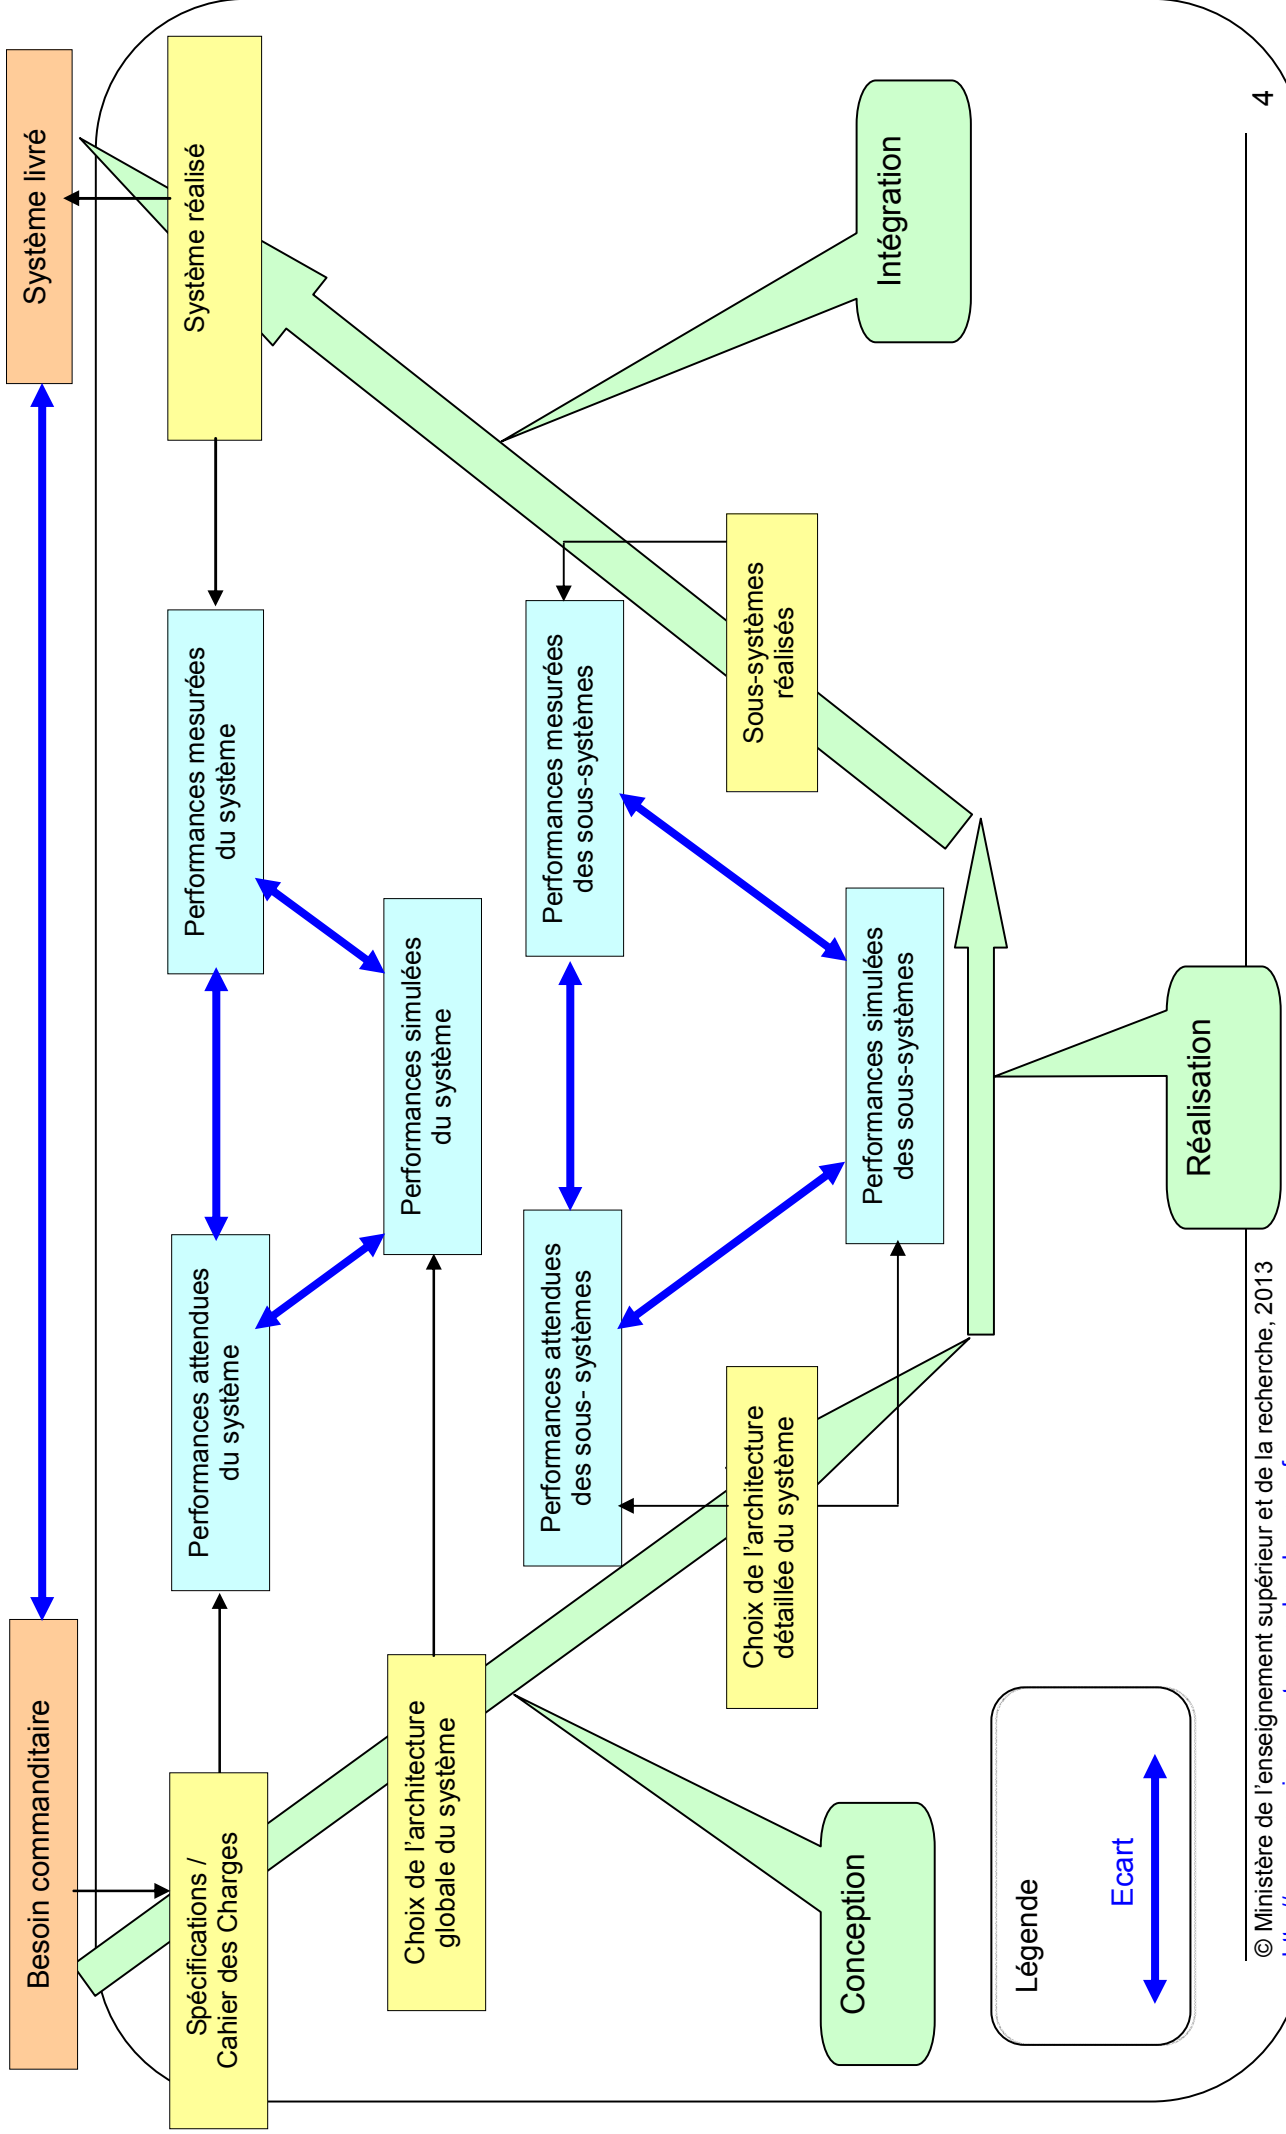 Besoin commanditaire
Système livré
Spécifications /
Cahier des Charges
Performances attendues
du système
Performances mesurées
du système
Système réalisé
Choix de l'architecture
globale du système
Performances simulées
du système
Performances attendues
des sous- systèmes
Performances mesurées
des sous-systèmes
Choix de l'architecture
détaillée du système
Sous-systèmes
réalisés
Performances simulées
des sous-systèmes
Conception
Intégration
Réalisation
Légende
Ecart
© Ministère de l'enseignement supérieur et de la recherche, 2013
4